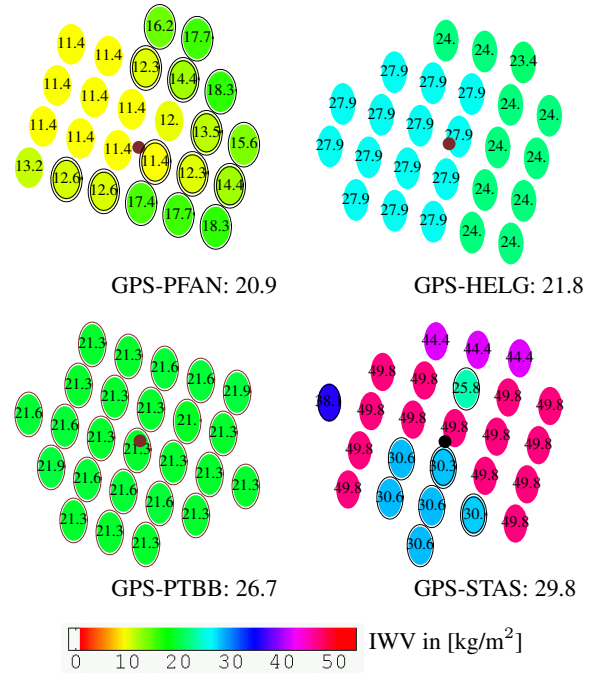 16.2 17.7
11.4 11.4 12.3 14.4 18.3
11.4 11.4 11.4 12. 13.5 15.6
11.4 11.4 11.4 11.4 12.3 14.4
13.2 12.6 12.6 17.4 17.7 18.3
GPS-PFAN: 20.9
24. 24. 23.4
27.9 27.9 27.9 24. 24.
27.9 27.9 27.9 27.9 24. 24.
27.9 27.9 27.9 27.9 24. 24.
27.9 27.9 27.9 24. 24.
GPS-HELG: 21.8
21.3 21.3 21.6 21.6 21.9
21.3 21.3 21.3 21. 21.3
21.6 21.6 21.3 21.3 21.3 21.3 21.3
21.9 21.3 21.6 21.6 21.3
21.3 21.3 21.3
GPS-PTBB: 26.7
44.4 44.4 44.4
49.8 49.8 25.8 49.8 49.8
49.8 49.8 49.8 49.8 49.8
49.8 30.6 30.3 49.8 49.8
49.8 30.6 30.6 30. 49.8
30.6
GPS-STAS: 29.8
IWV in [kg/m²]
0 10 20 30 40 50